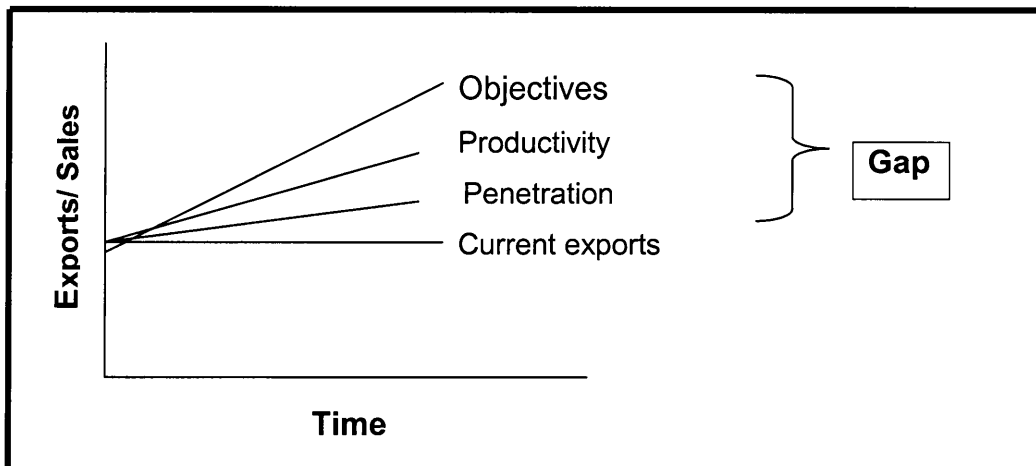 Exports/ Sales
Objectives
Productivity
Penetration
Current exports
Gap
Time